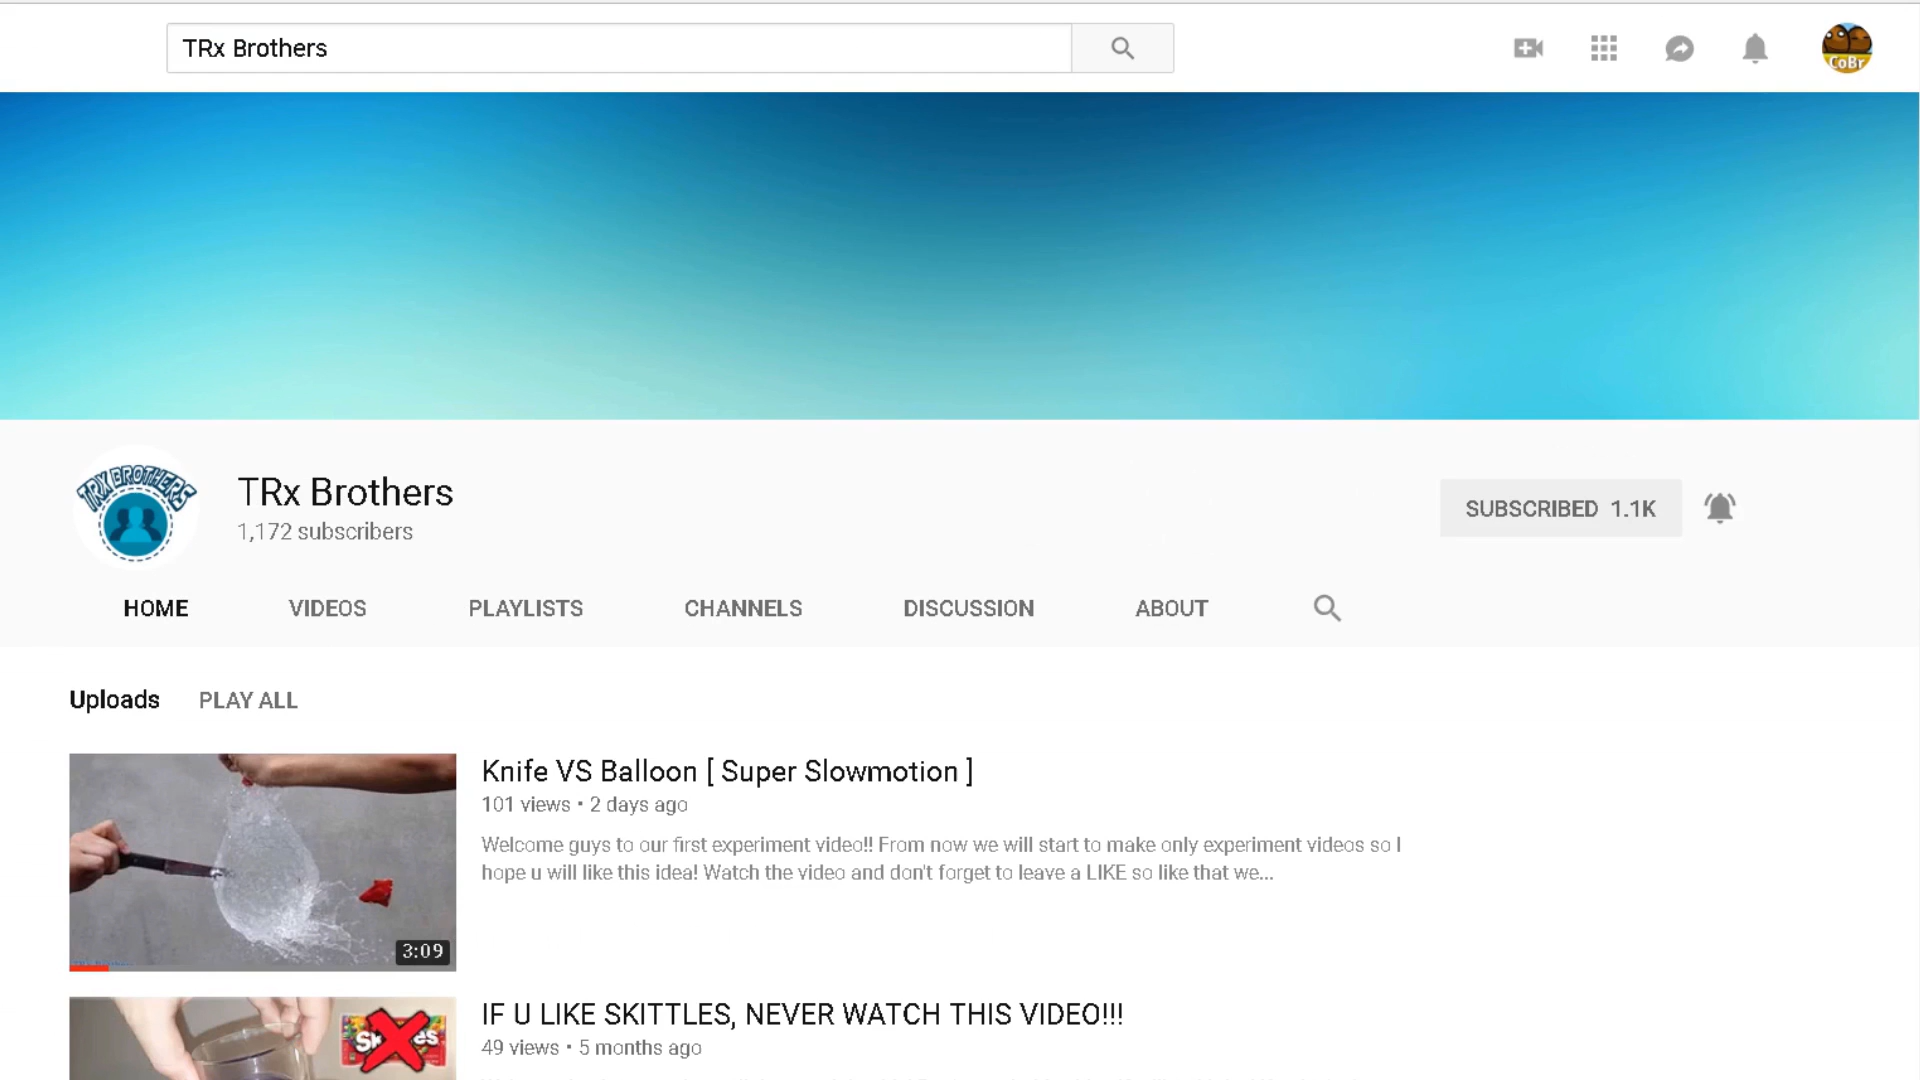 TRx Brothers
CoBr
TRX BROTHERS
TRx Brothers
1,172 subscribers
SUBSCRIBED 1.1K
HOME VIDEOS PLAYLISTS CHANNELS DISCUSSION ABOUT
Uploads PLAY ALL
Knife VS Balloon [ Super Slowmotion ]
101 views • 2 days ago
Welcome guys to our first experiment video!! From now we will start to make only experiment videos so I
hope u will like this idea! Watch the video and don't forget to leave a LIKE so like that we...
TRx Brothers
3:09
IF U LIKE SKITTLES, NEVER WATCH THIS VIDEO!!!
49 views • 5 months ago